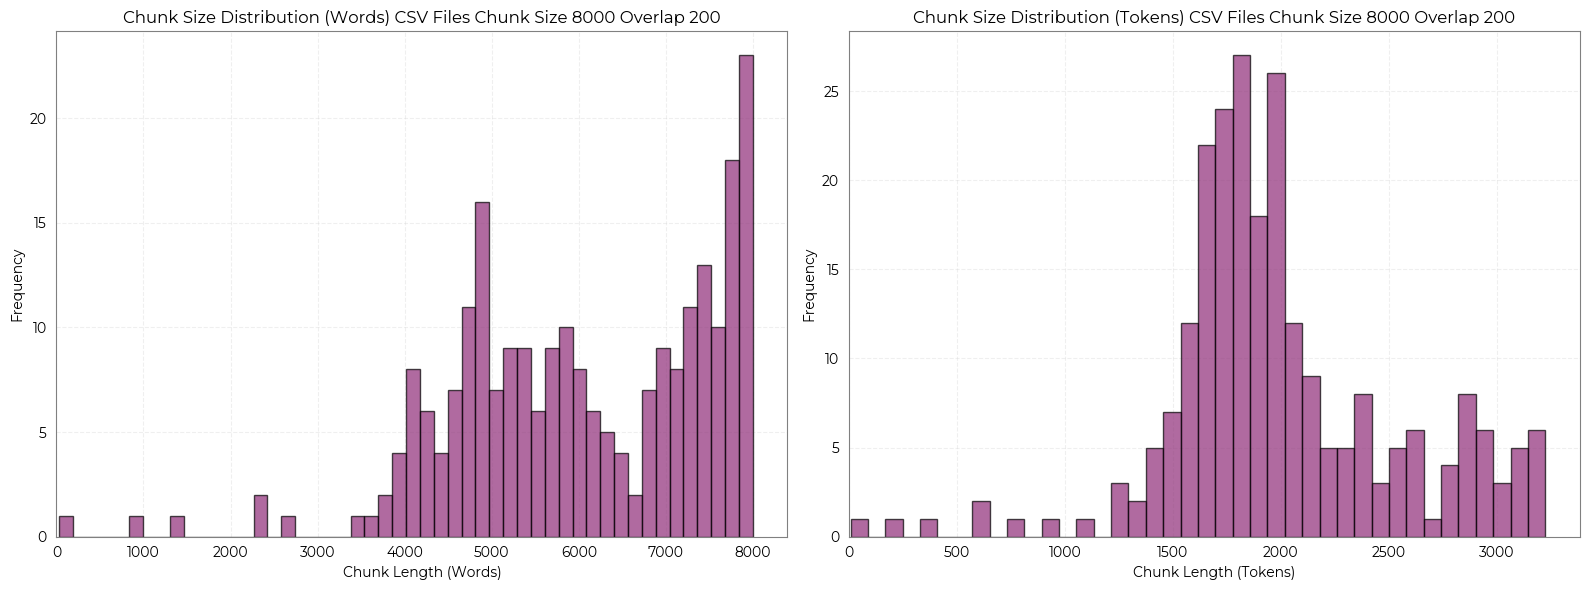 Chunk Size Distribution (Words) CSV Files Chunk Size 8000 Overlap 200
Frequency
20
15
10
5
0
0 1000 2000 3000 4000 5000 6000 7000 8000
Chunk Length (Words)
Chunk Size Distribution (Tokens) CSV Files Chunk Size 8000 Overlap 200
Frequency
25
20
15
10
5
0
0 500 1000 1500 2000 2500 3000
Chunk Length (Tokens)